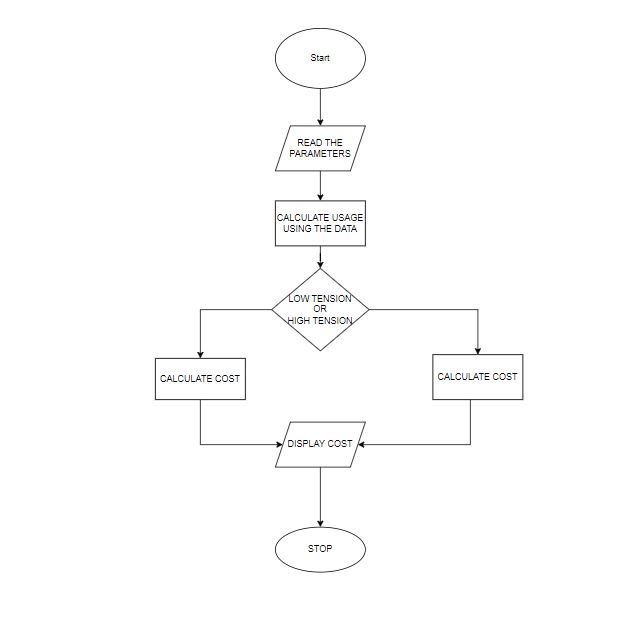 Start
READ THE
PARAMETERS
CALCULATE USAGE
USING THE DATA
LOW TENSION
OR
HIGH TENSION
CALCULATE COST
CALCULATE COST
DISPLAY COST
STOP